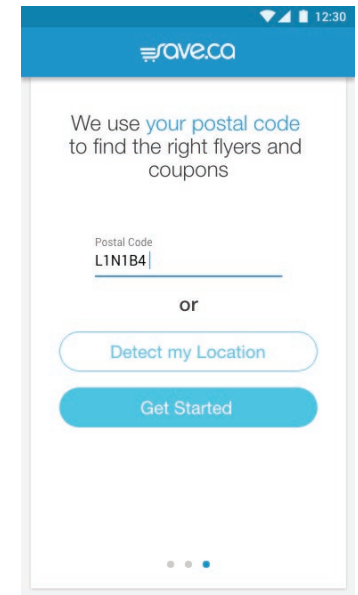 12:30
save.ca
We use your postal code
to find the right flyers and
coupons
Postal Code
L1N1B4
or
Detect my Location
Get Started